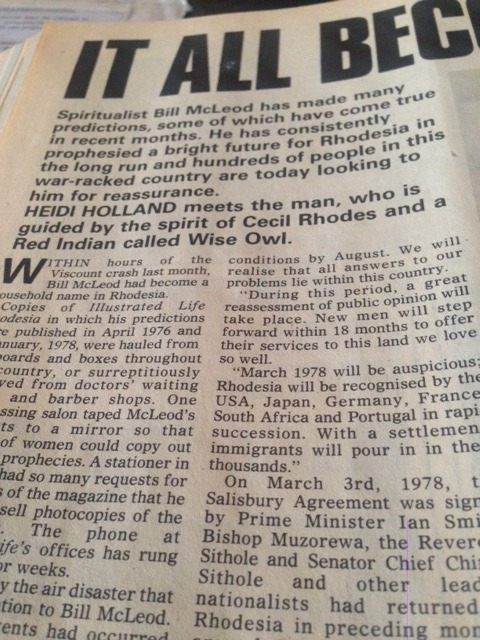 IT ALL
Spiritualist Bill McLeod has made many
predictions, some of which have come true
in recent months. He has consistently
prophesied a bright future for Rhodesia in
the long run and hundreds of people in this
war-racked country are today looking to
him for reassurance.
HEIDI HOLLAND meets the man, who is
guided by the spirit of Cecil Rhodes and a
Red Indian called Wise Owl.
WITHIN hours of the
Viscount crash last month,
Bill McLeod had become a
ousehold name in Rhodesia.
Copies of Illustrated Life
odesia in which his predictions
re published in April 1976 and
nuary, 1978, were hauled from
oards and boxes throughout
country, or surreptitiously
ved from doctors' waiting
and barber shops. One
ssing salon taped McLeod's
ts to a mirror so that
of women could copy out
prophecies. A stationer in
had so many requests for
s of the magazine that he
sell photocopies of the
. The phone at
ife's offices has rung
or weeks.
y the air disaster that
tion to Bill McLeod.
ents had occurred
conditions by August. We will
realise that all answers to our
problems lie within this country.
"During this period, a great
reassessment of public opinion will
take place. New men will step
forward within 18 months to offer
their services to this land we love
so well.
"March 1978 will be auspicious;
Rhodesia will be recognised by the
USA, Japan, Germany, France
South Africa and Portugal in rapi
succession. With a settlemen
immigrants will pour in in the
thousands."
On March 3rd, 1978, t
Salisbury Agreement was sign
by Prime Minister Ian Smi
Bishop Muzorewa, the Revere
Sithole and Senator Chief Chir
Sithole and other lead
nationalists had returned
Rhodesia in preceding mon